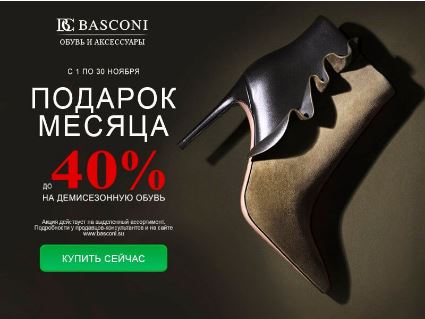 BC BASCONI
ОБУВЬ И АКСЕССУАРЫ
С 1 ПО 30 НОЯБРЯ
ПОДАРОК
МЕСЯЦА
ДО 40%
НА ДЕМИСЕЗОННУЮ ОБУВЬ
Акция действует на выделенный ассортимент.
Подробности у продавцов-консультантов и на сайте
www.basconi.su
КУПИТЬ СЕЙЧАС